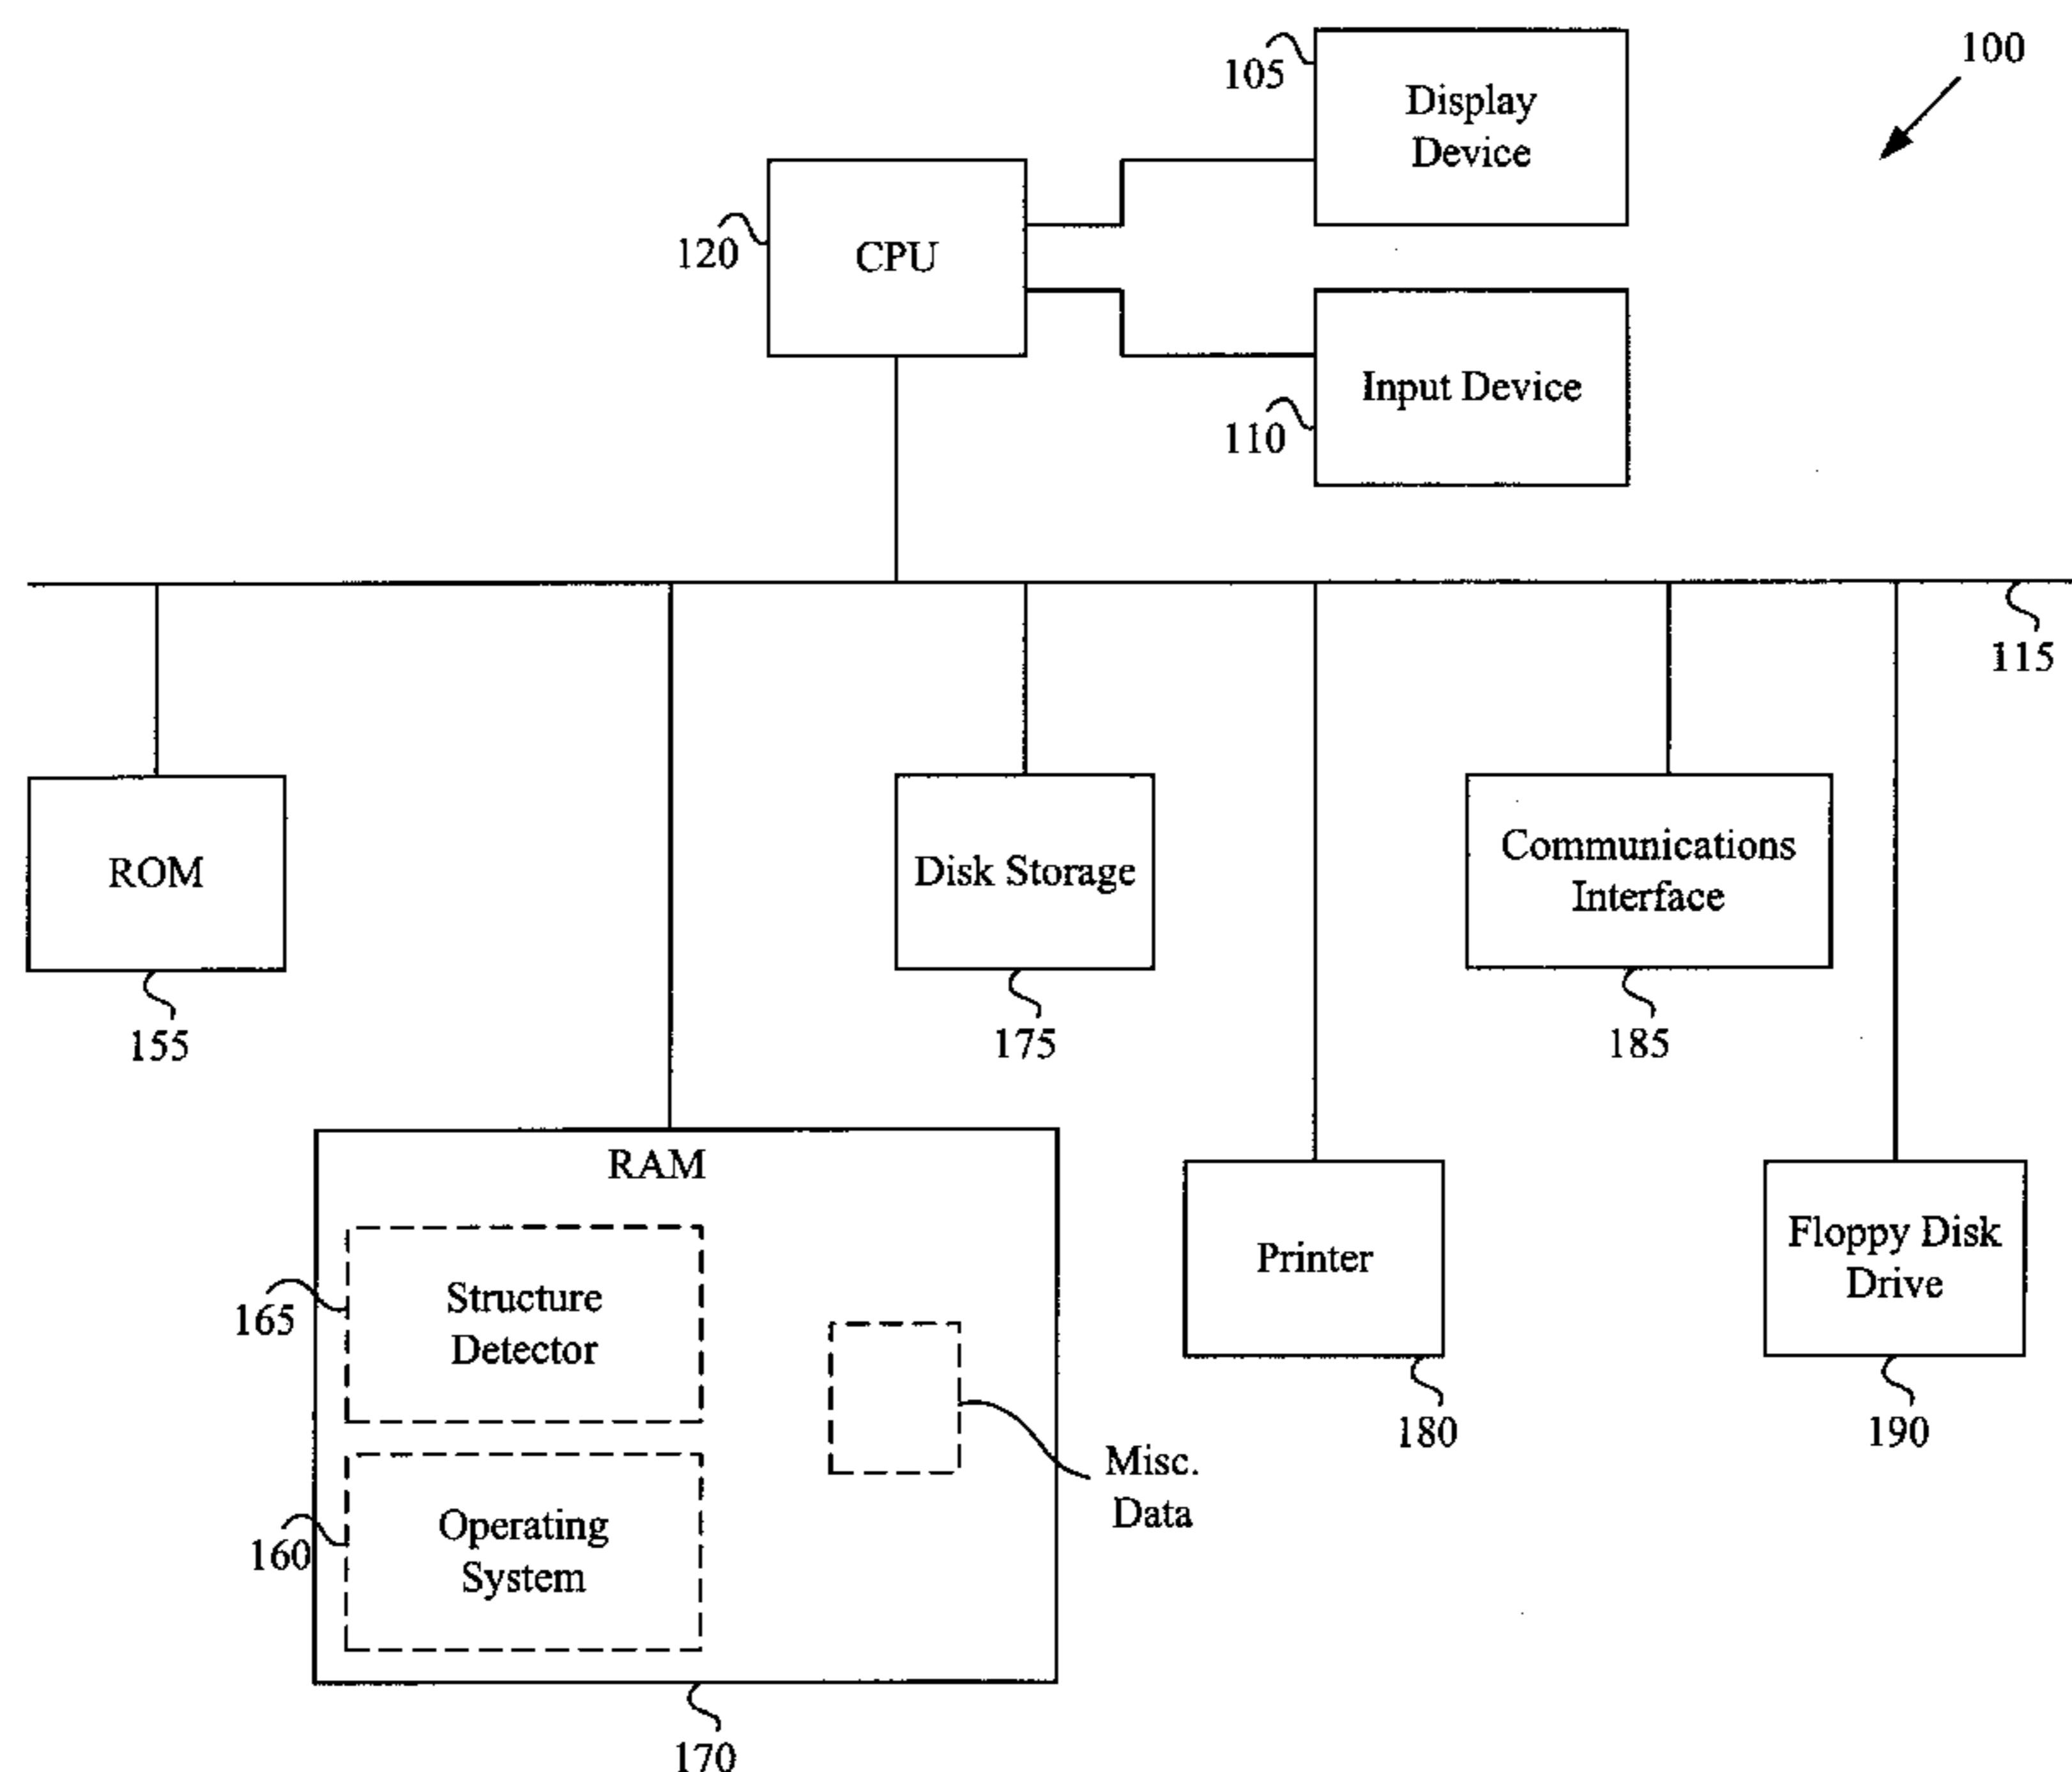 100
105
Display
Device
120
CPU
Input Device
110
115
ROM
155
Disk Storage
175
Communications
Interface
185
RAM
165
Structure
Detector
160
Operating
System
Misc.
Data
170
Printer
180
Floppy Disk
Drive
190